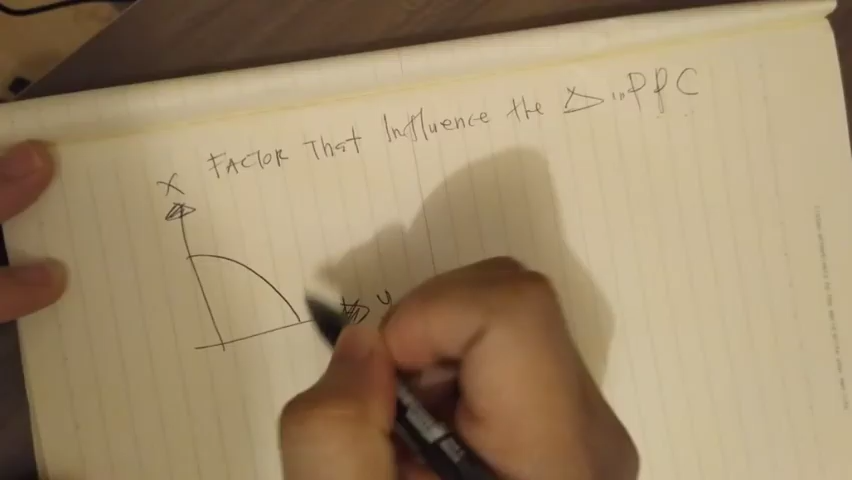 FACTOR That Influence the Δ in PPC
X
y